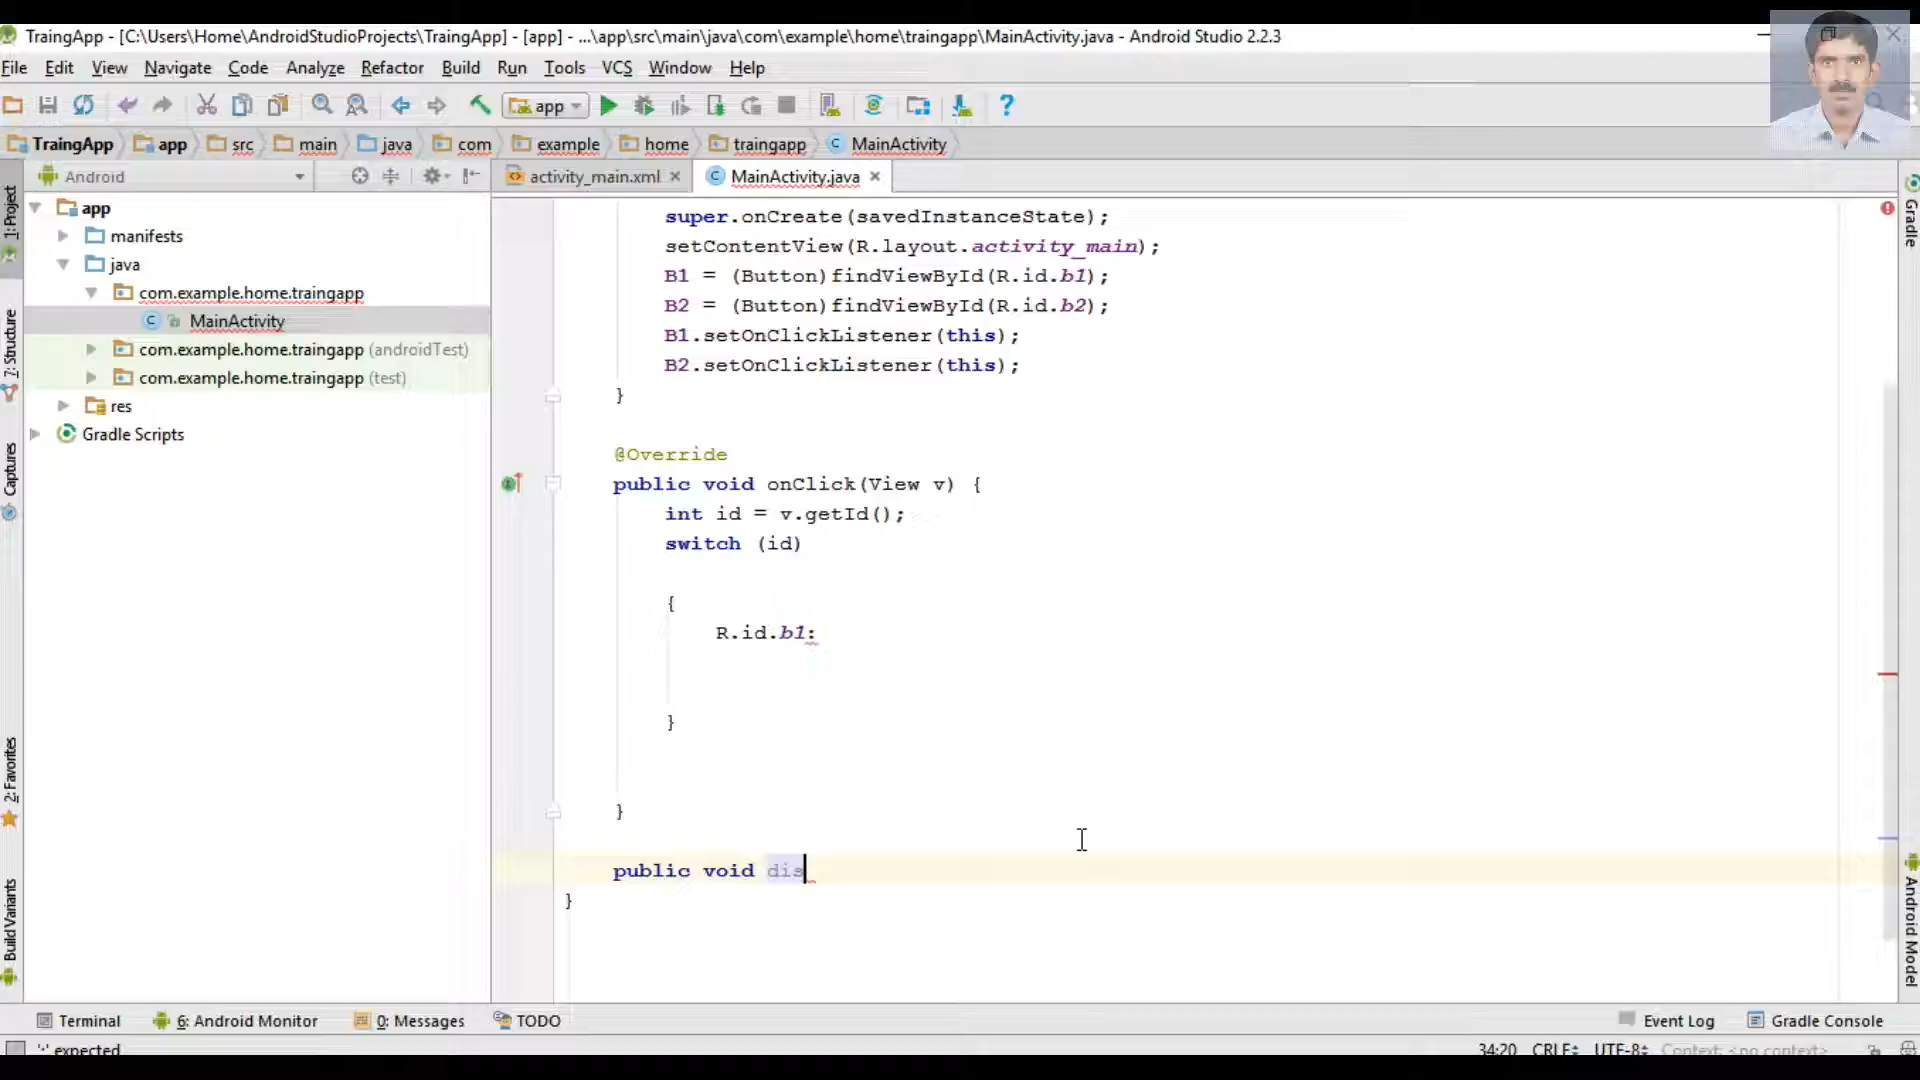 TraingApp - [C:\Users\Home\AndroidStudioProjects\TraingApp] - [app] - ...\app\src\main\java\com\example\home\traingapp\MainActivity.java - Android Studio 2.2.3
File Edit View Navigate Code Analyze Refactor Build Run Tools VCS Window Help
app
TraingApp app src main java com example home traingapp MainActivity
Android
activity_main.xml MainActivity.java
1: Project
7: Structure
Captures
2: Favorites
Build Variants
app
manifests
java
com.example.home.traingapp
MainActivity
com.example.home.traingapp (androidTest)
com.example.home.traingapp (test)
res
Gradle Scripts
super.onCreate(savedInstanceState);
setContentView(R.layout.activity_main);
B1 = (Button)findViewById(R.id.b1);
B2 = (Button)findViewById(R.id.b2);
B1.setOnClickListener(this);
B2.setOnClickListener(this);
}
@Override
public void onClick(View v) {
int id = v.getId();
switch (id)
{
R.id.b1:
}
}
public void dis
}
Gradle
Android Model
Terminal 6: Android Monitor 0: Messages TODO Event Log Gradle Console
expected 34:20 CRLF UTF-8 Context: <no context>